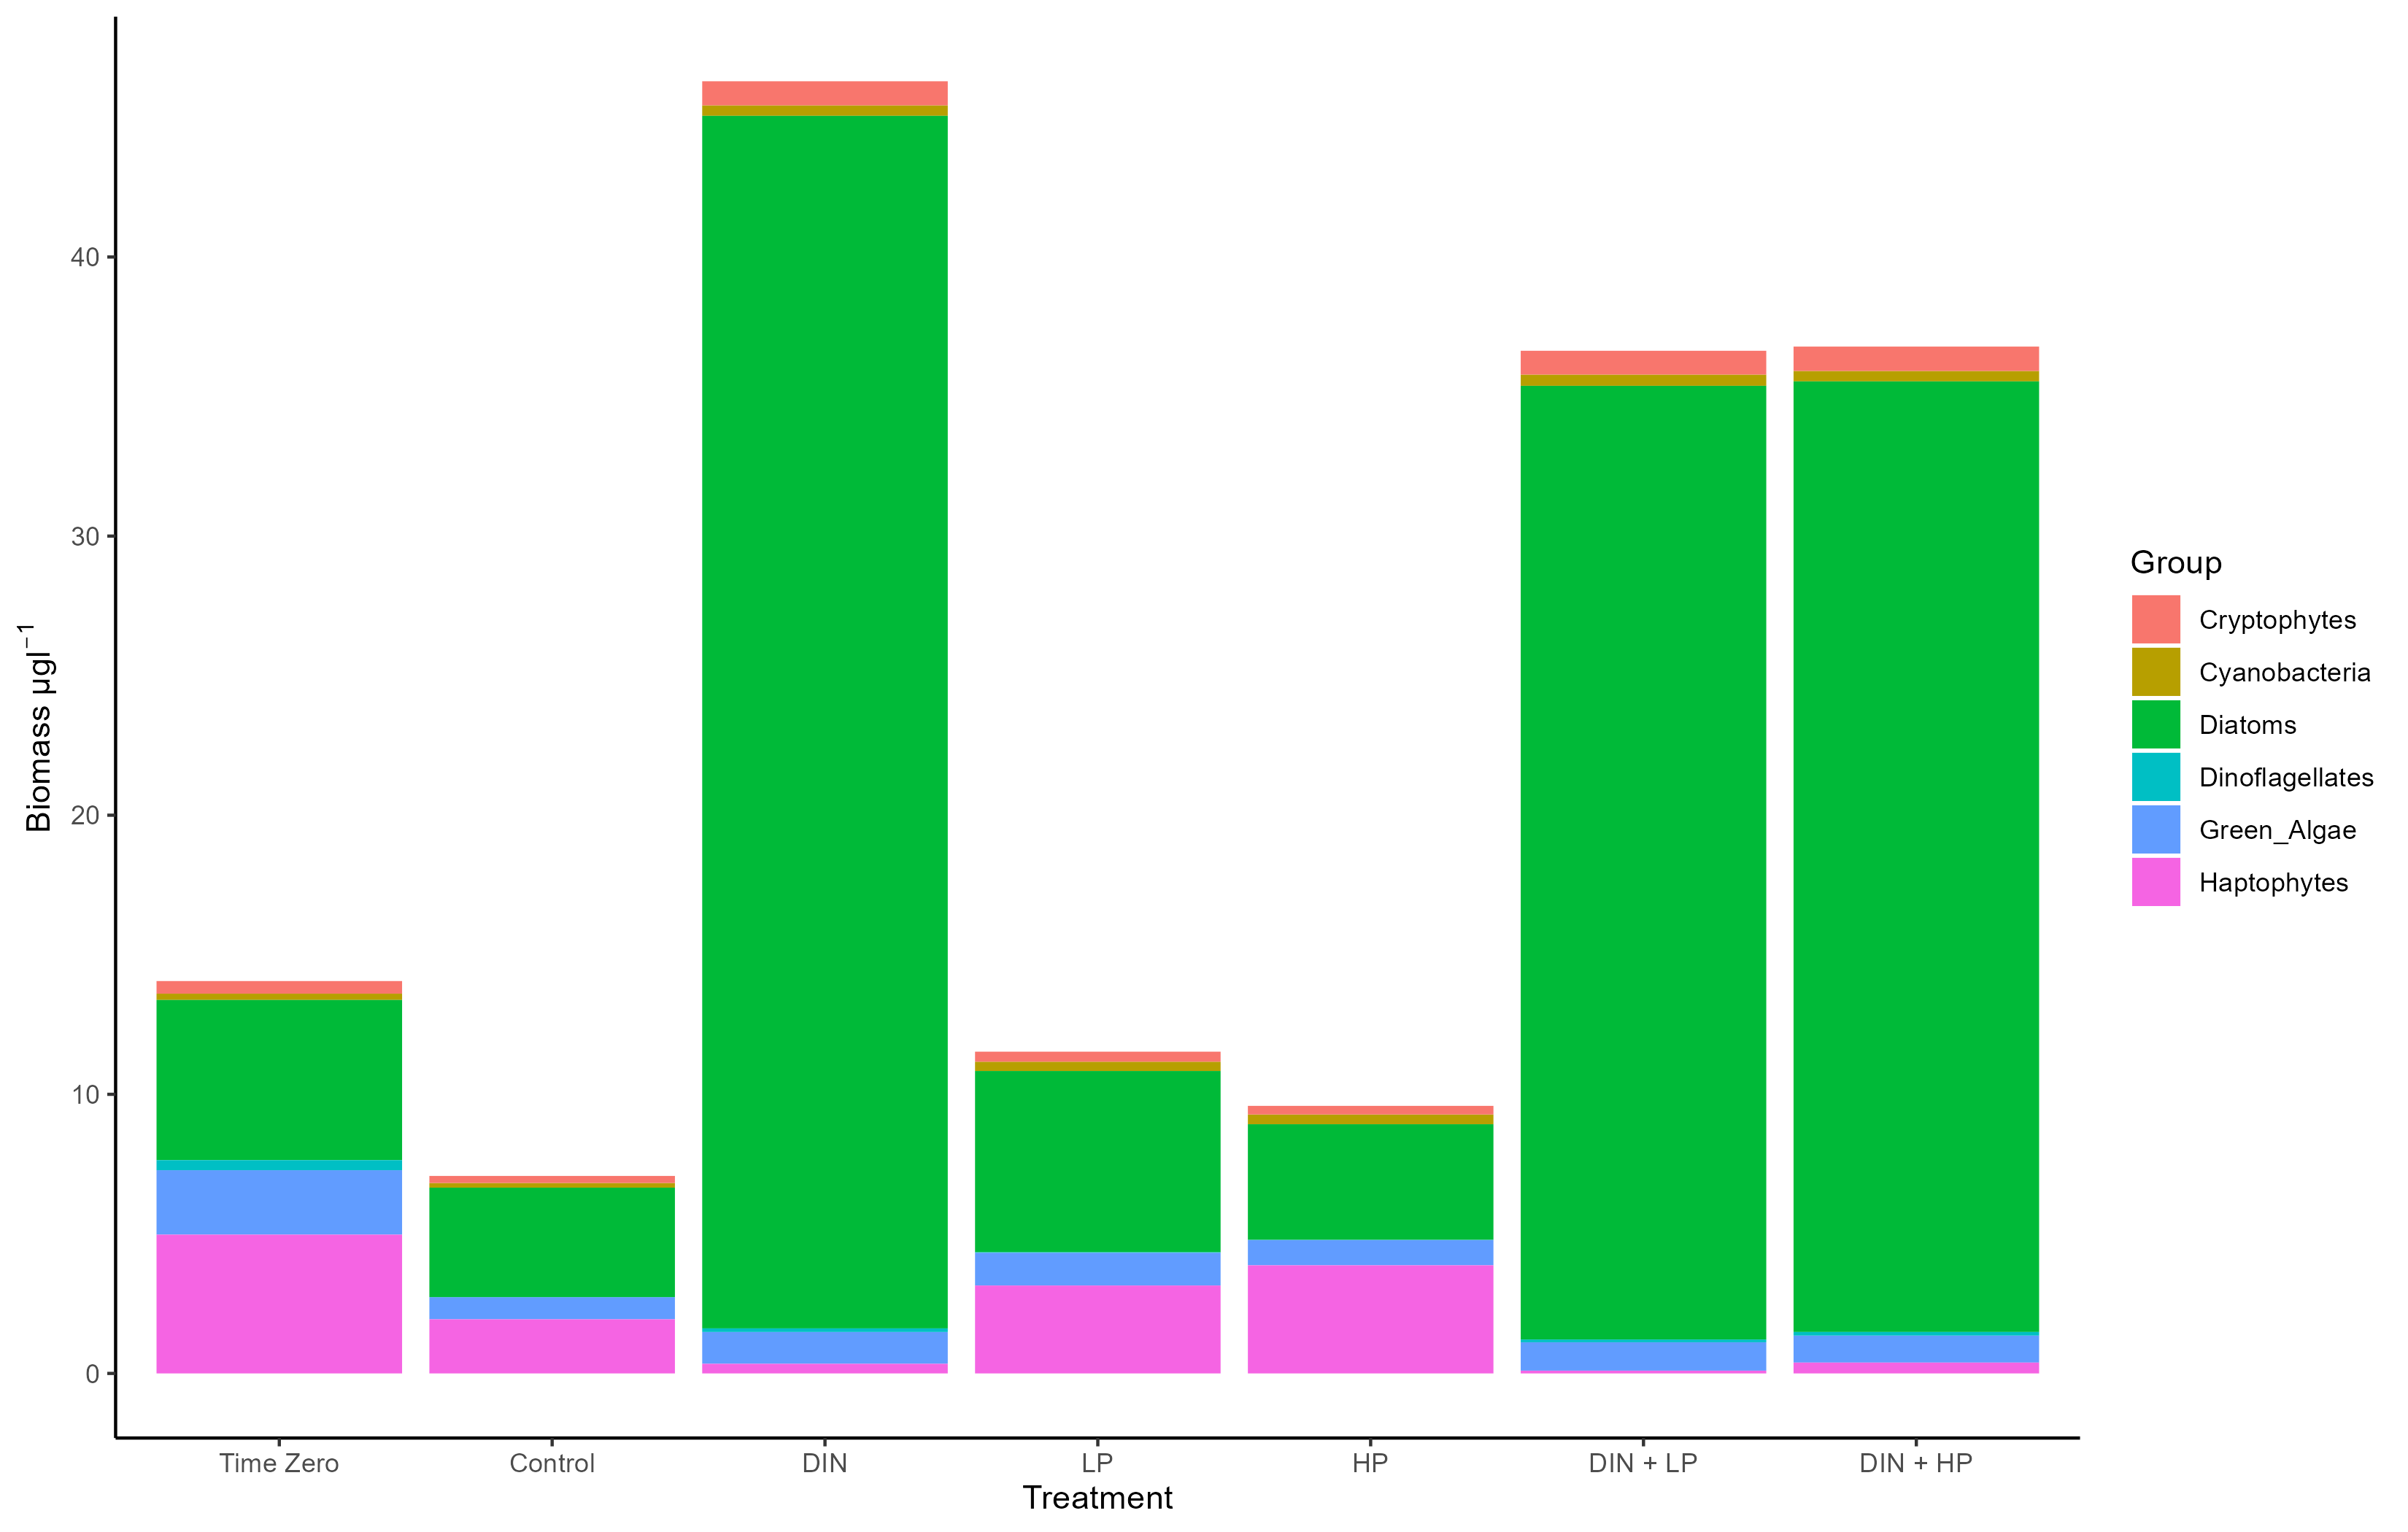 Biomass µgl⁻¹
40
30
20
10
0
Time Zero Control DIN LP HP DIN + LP DIN + HP
Treatment
Group
Cryptophytes
Cyanobacteria
Diatoms
Dinoflagellates
Green_Algae
Haptophytes